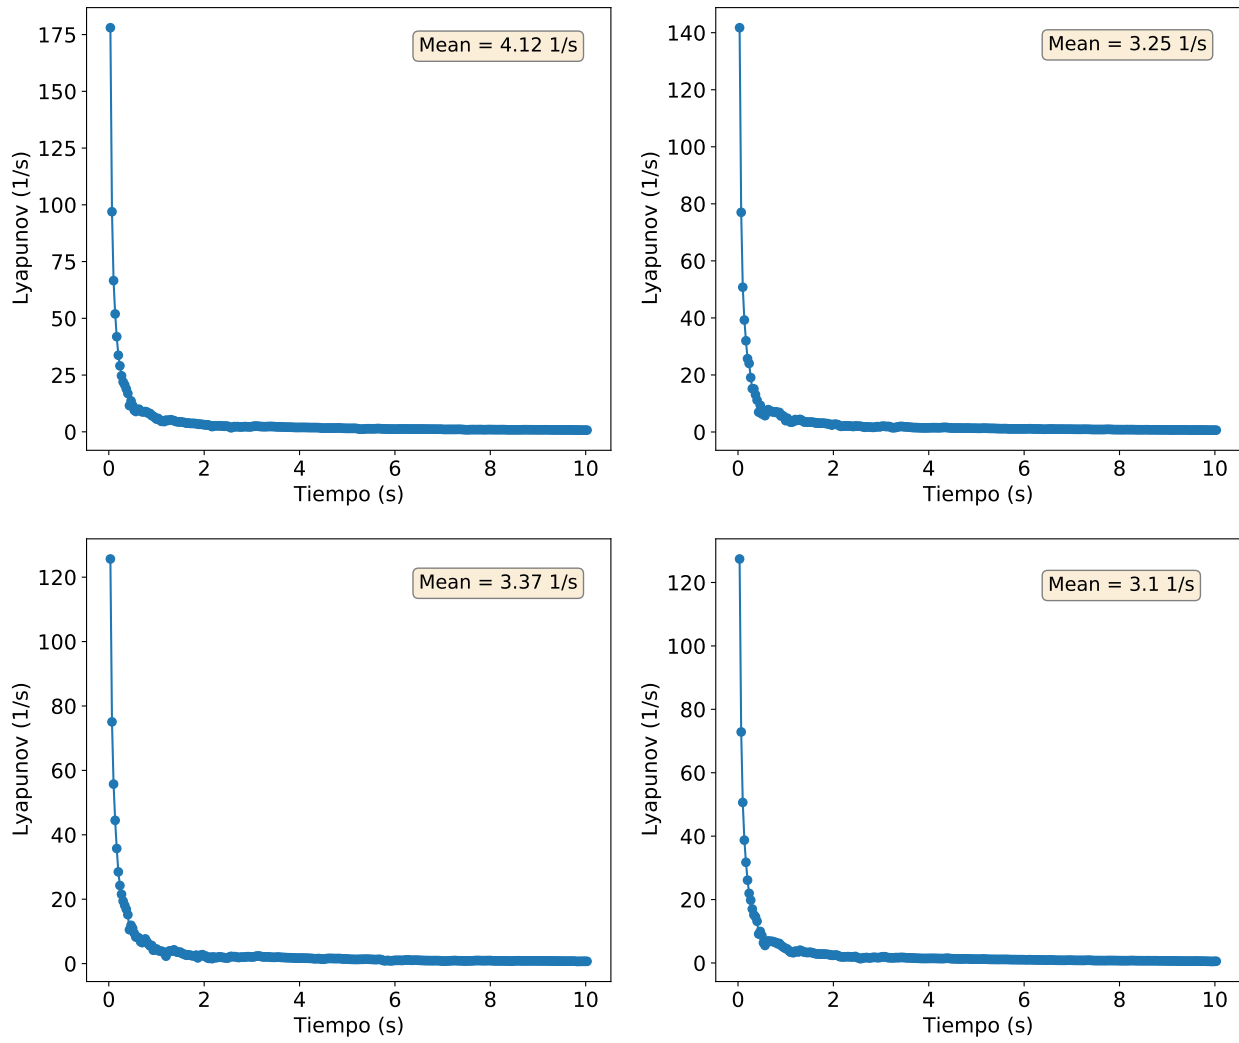 Mean = 4.12 1/s
Lyapunov (1/s)
175
150
125
100
75
50
25
0
0 2 4 6 8 10
Tiempo (s)
Mean = 3.25 1/s
Lyapunov (1/s)
140
120
100
80
60
40
20
0
0 2 4 6 8 10
Tiempo (s)
Mean = 3.37 1/s
Lyapunov (1/s)
120
100
80
60
40
20
0
0 2 4 6 8 10
Tiempo (s)
Mean = 3.1 1/s
Lyapunov (1/s)
120
100
80
60
40
20
0
0 2 4 6 8 10
Tiempo (s)